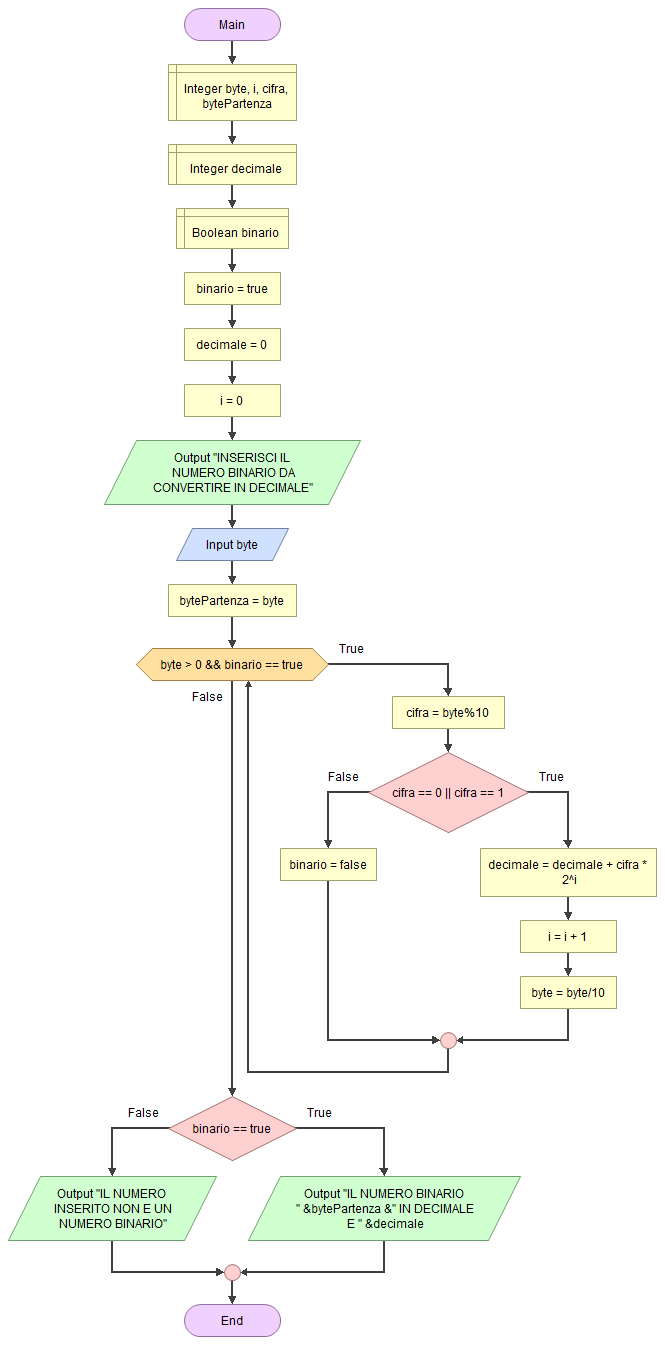 Main
Integer byte, i, cifra,
bytePartenza
Integer decimale
Boolean binario
binario = true
decimale = 0
i = 0
Output "INSERISCI IL
NUMERO BINARIO DA
CONVERTIRE IN DECIMALE"
Input byte
bytePartenza = byte
byte > 0 && binario == true
True
False
cifra = byte%10
cifra == 0 || cifra == 1
False
True
binario = false
decimale = decimale + cifra *
2^i
i = i + 1
byte = byte/10
binario == true
False
True
Output "IL NUMERO
INSERITO NON E UN
NUMERO BINARIO"
Output "IL NUMERO BINARIO
" &bytePartenza &" IN DECIMALE
E " &decimale
End